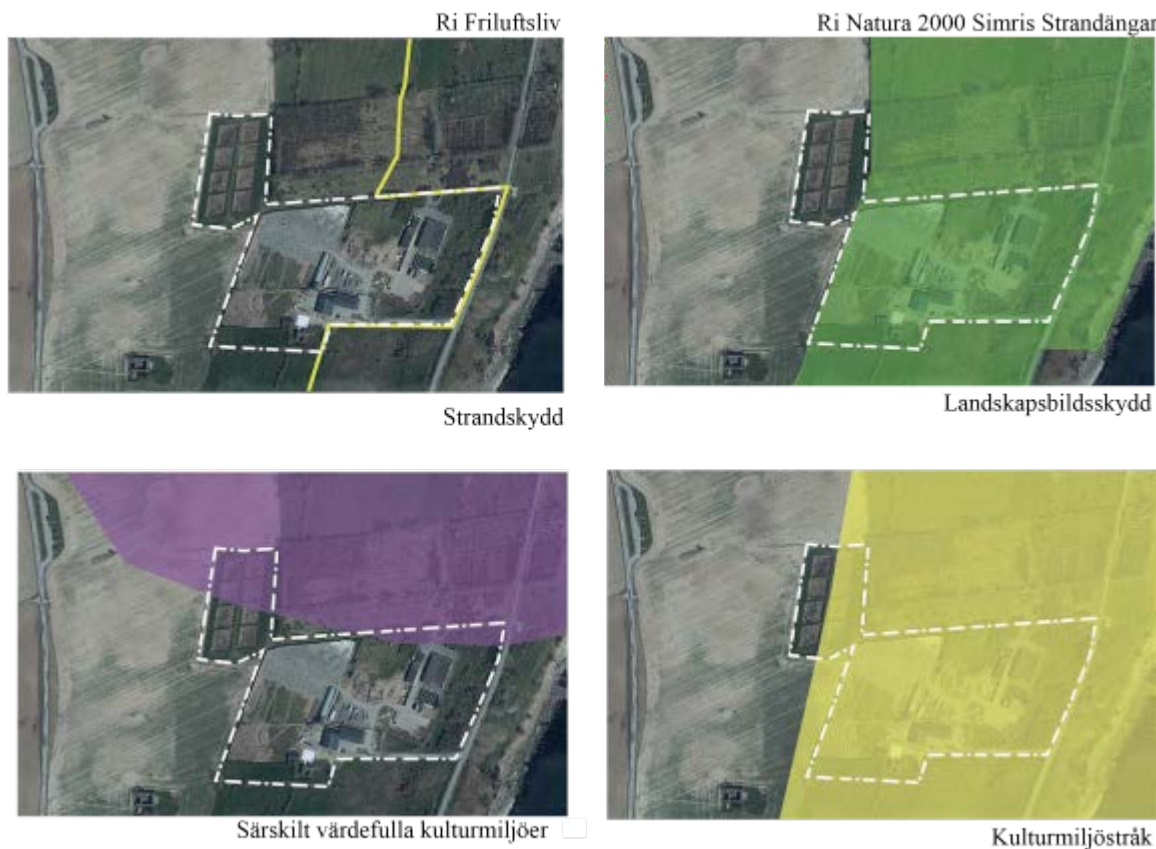 Ri Friluftsliv
Ri Natura 2000 Simris Strandängar
Strandskydd
Landskapsbildsskydd
Särskilt värdefulla kulturmiljöer
Kulturmiljöstråk